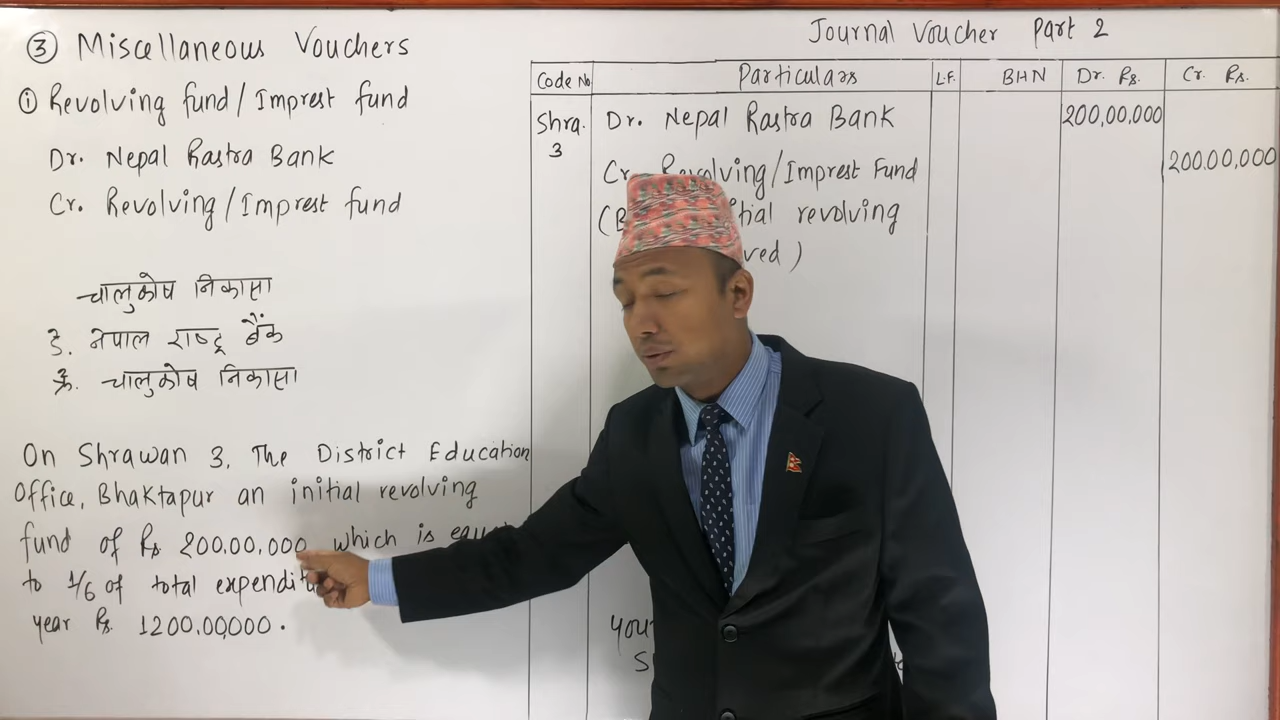 ③ Miscellaneous Vouchers
① Revolving fund / Imprest fund
Dr. Nepal Rastra Bank
Cr. Revolving / Imprest fund
चालुकोष निकासा
डे. नेपाल राष्ट्र बैंक
क्रे. चालुकोष निकासा
On Shrawan 3, The District Education
Office, Bhaktapur an initial revolving
fund of Rs 200,00,000 which is
to 1/6 of total
year Rs. 1200,00,000.
Journal Voucher Part 2
Code No Particulars L.F. BHN Dr. Rs. Cr. Rs.
Shra. Dr. Nepal Rastra Bank 200,00,000
3
Cr. Revolving / Imprest Fund 200,00,000
revolving